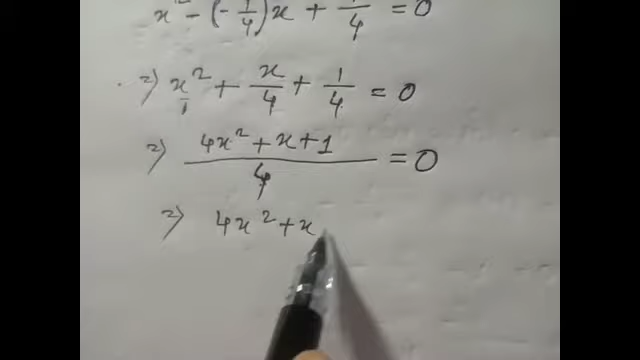 x² - (-1/4)x + 1/4 = 0
⇒ x²/1 + x/4 + 1/4 = 0
⇒ (4x² + x + 1)/4 = 0
⇒ 4x² + x